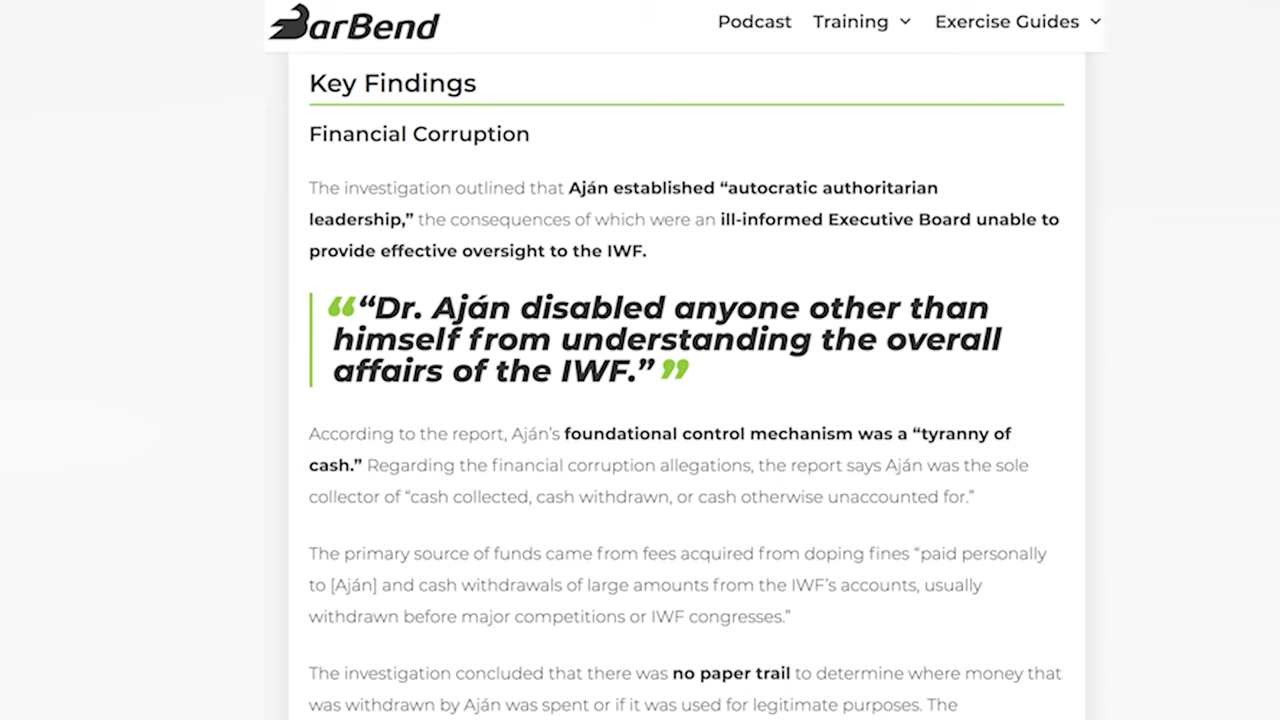 BarBend
Podcast Training Exercise Guides
Key Findings
Financial Corruption
The investigation outlined that Aján established “autocratic authoritarian
leadership,” the consequences of which were an ill-informed Executive Board unable to
provide effective oversight to the IWF.
“ “Dr. Aján disabled anyone other than
himself from understanding the overall
affairs of the IWF.” ”
According to the report, Aján’s foundational control mechanism was a “tyranny of
cash.” Regarding the financial corruption allegations, the report says Aján was the sole
collector of “cash collected, cash withdrawn, or cash otherwise unaccounted for.”
The primary source of funds came from fees acquired from doping fines “paid personally
to [Aján] and cash withdrawals of large amounts from the IWF’s accounts, usually
withdrawn before major competitions or IWF congresses.”
The investigation concluded that there was no paper trail to determine where money that
was withdrawn by Aján was spent or if it was used for legitimate purposes. The